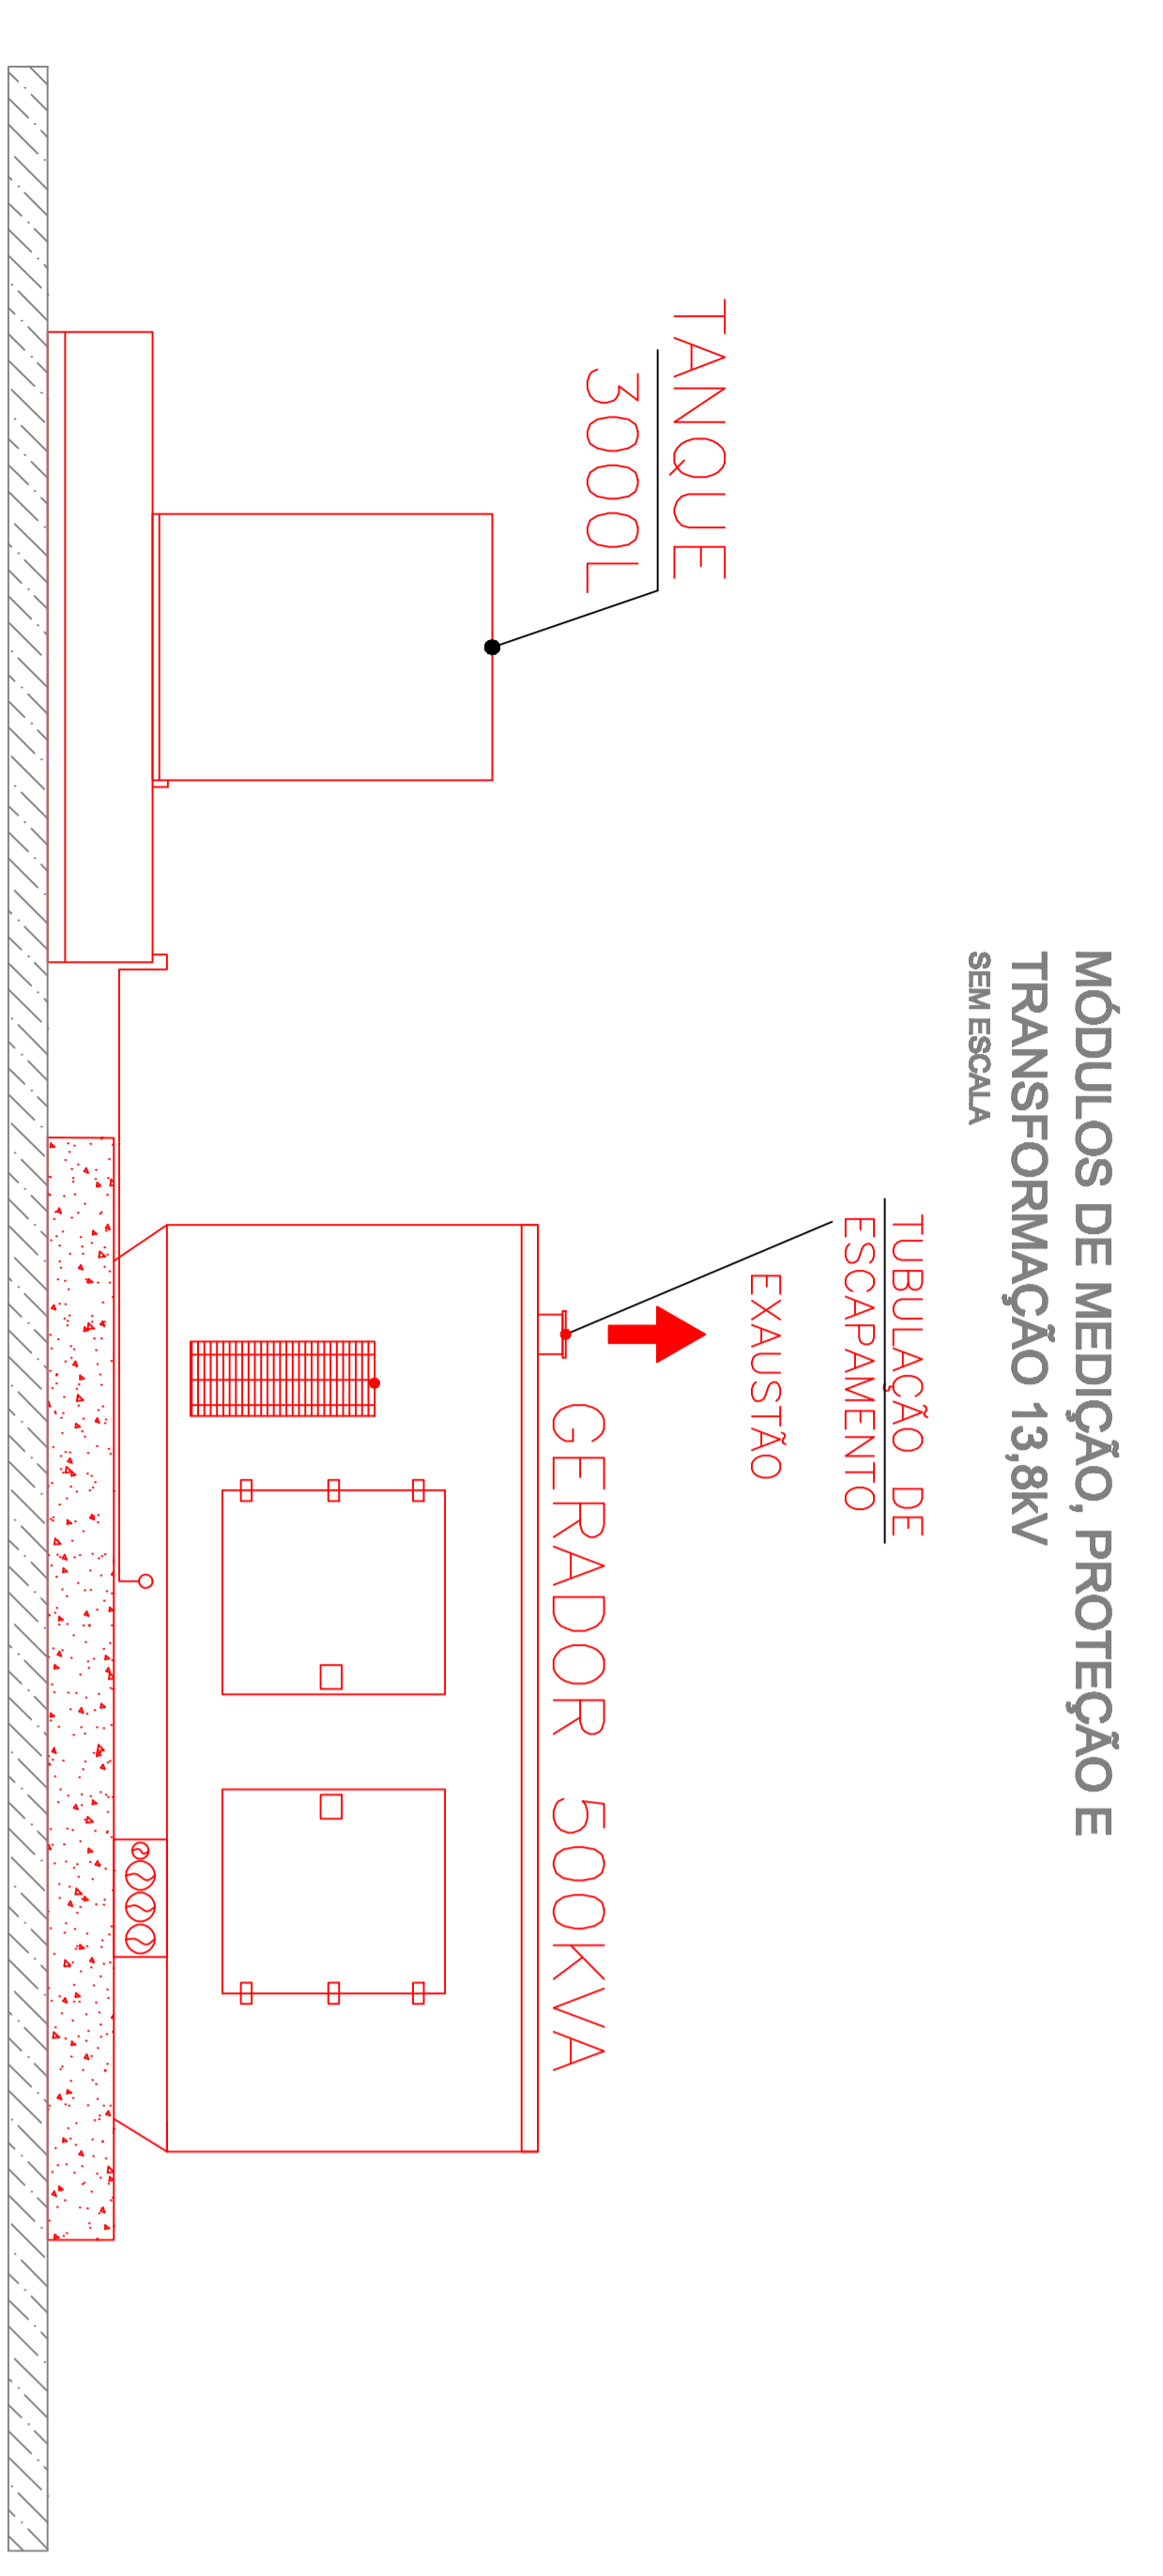 MÓDULOS DE MEDIÇÃO, PROTEÇÃO E
TRANSFORMAÇÃO 13,8kV
SEM ESCALA
TUBULAÇÃO DE
ESCAPAMENTO
EXAUSTÃO
TANQUE
3000L
GERADOR 500KVA